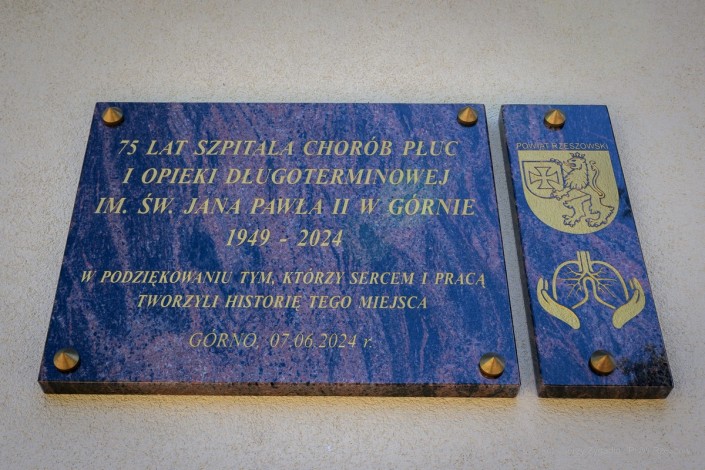 75 LAT SZPITALA CHORÓB PŁUC
I OPIEKI DŁUGOTERMINOWEJ
IM. ŚW. JANA PAWŁA II W GÓRNIE
1949 - 2024
W PODZIĘKOWANIU TYM, KTÓRZY SERCEM I PRACĄ
TWORZYLI HISTORIĘ TEGO MIEJSCA
GÓRNO, 07.06.2024 r.
POWIAT RZESZOWSKI